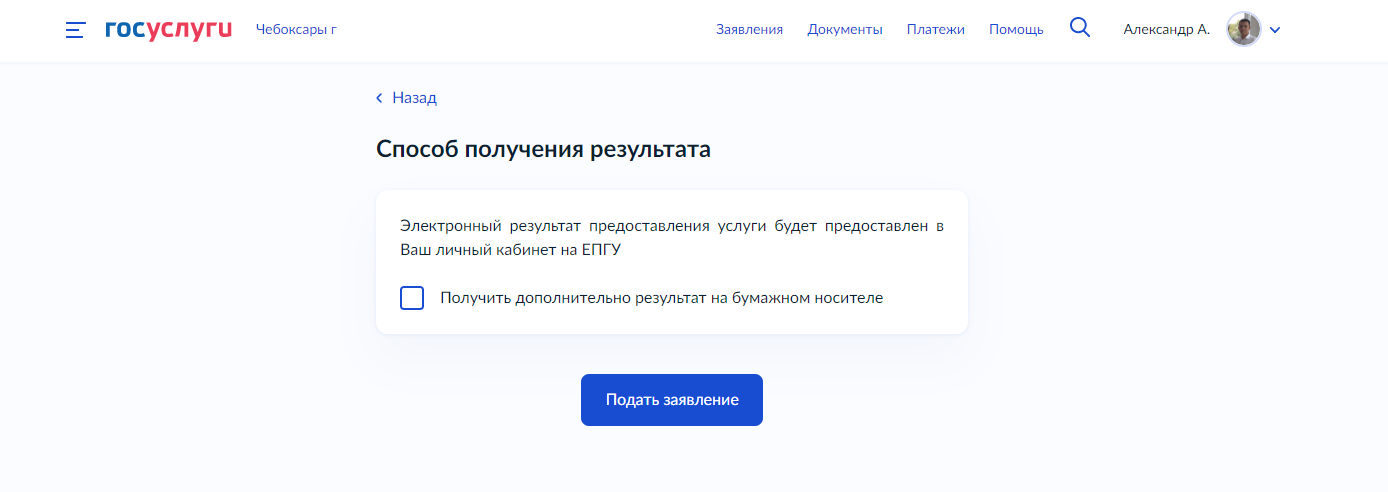 госуслуги Чебоксары г Заявления Документы Платежи Помощь Александр А.
Назад
Способ получения результата
Электронный результат предоставления услуги будет предоставлен в
Ваш личный кабинет на ЕПГУ
Получить дополнительно результат на бумажном носителе
Подать заявление